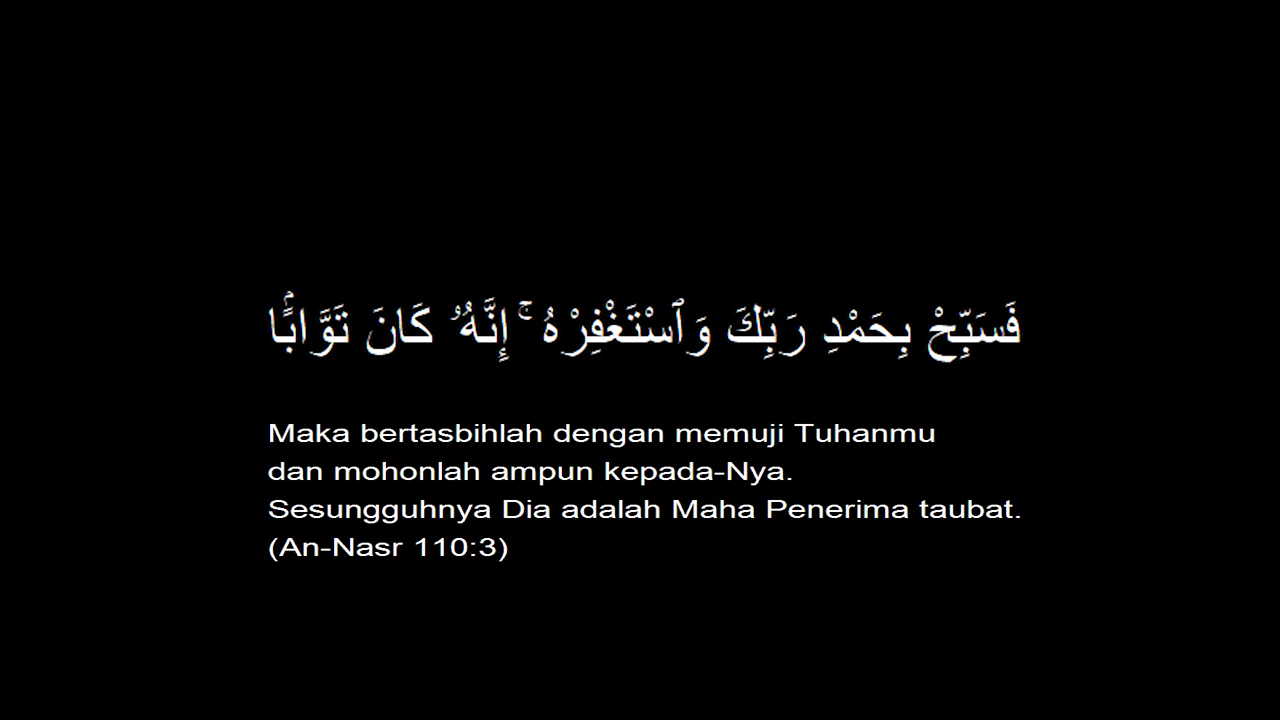 فَسَبِّحْ بِحَمْدِ رَبِّكَ وَٱسْتَغْفِرْهُ ۚ إِنَّهُۥ كَانَ تَوَّابًۢا
Maka bertasbihlah dengan memuji Tuhanmu
dan mohonlah ampun kepada-Nya.
Sesungguhnya Dia adalah Maha Penerima taubat.
(An-Nasr 110:3)